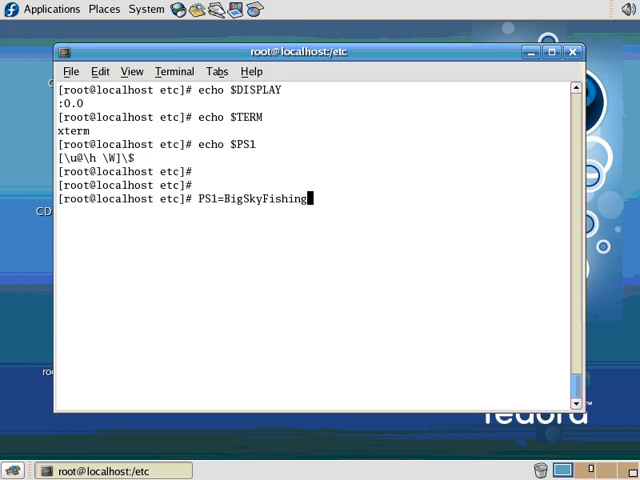 Applications Places System
root@localhost:/etc
File Edit View Terminal Tabs Help
[root@localhost etc]# echo $DISPLAY
:0.0
[root@localhost etc]# echo $TERM
xterm
[root@localhost etc]# echo $PS1
[\u@\h \W]\$
[root@localhost etc]#
[root@localhost etc]#
[root@localhost etc]# PS1=BigSkyFishing
fedora™
root@localhost:/etc